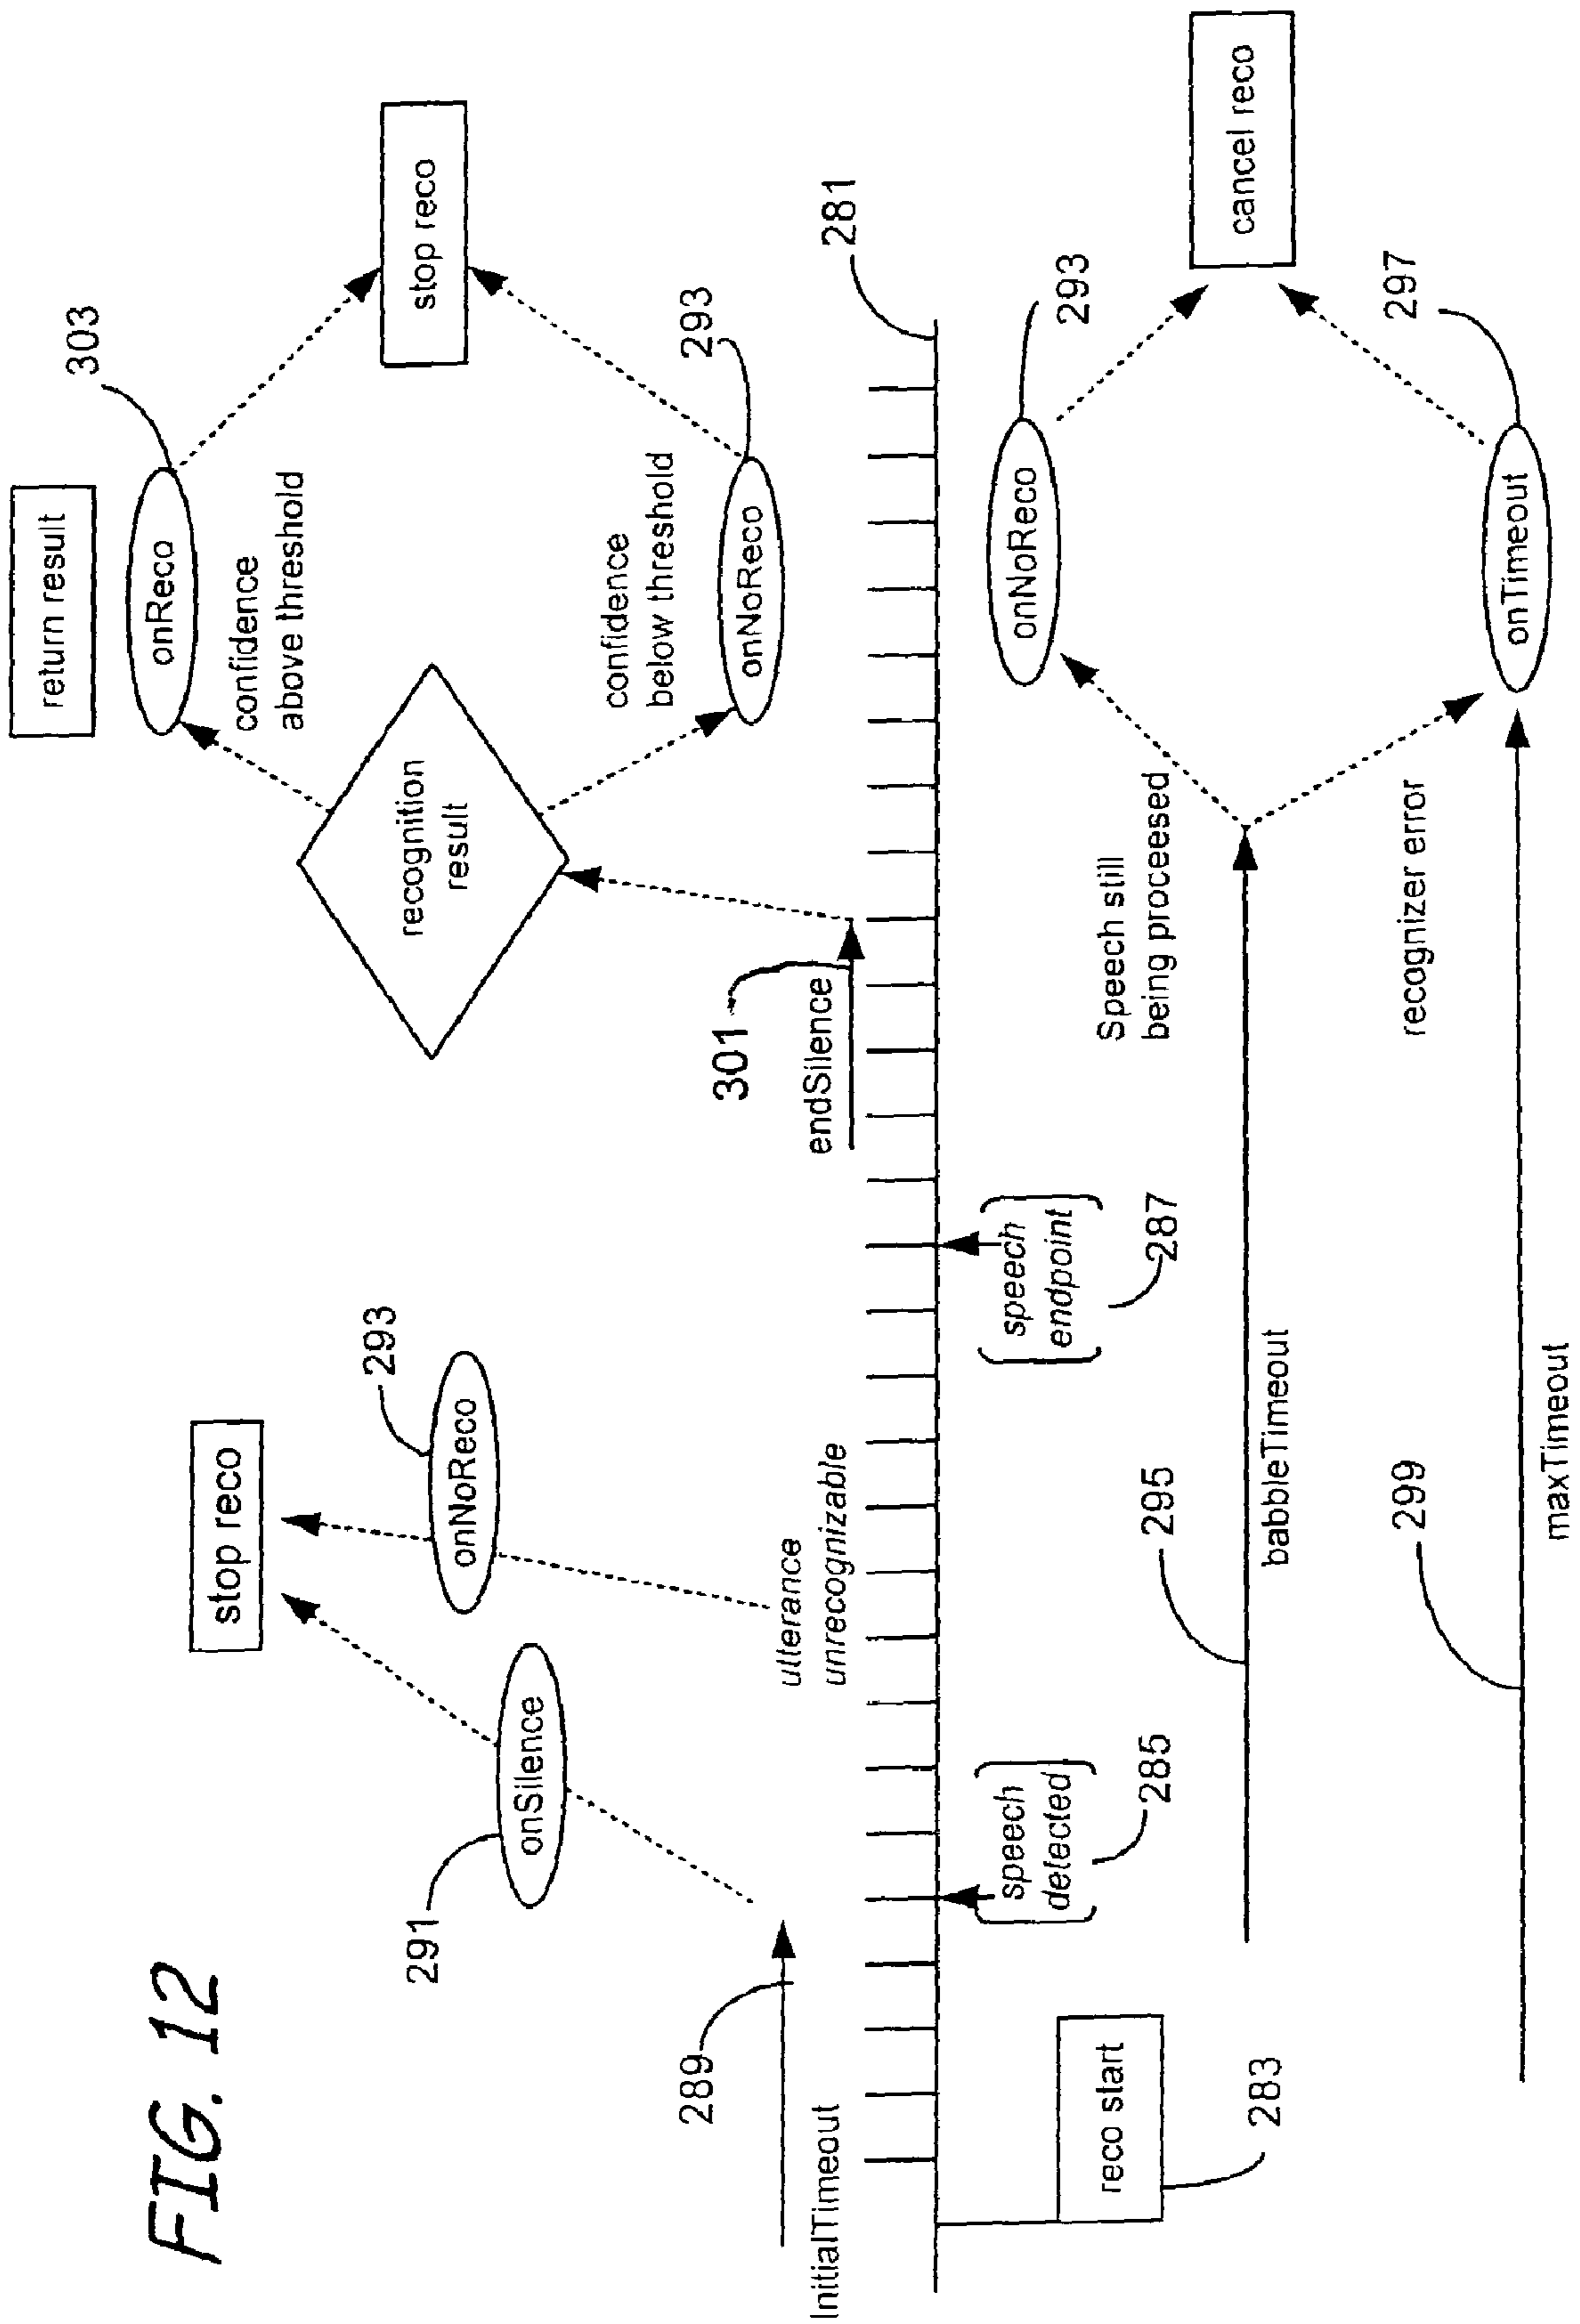 FIG. 12
return result
303
onReco
confidence
above threshold
stop reco
recognition
result
confidence
below threshold
293
onNoReco
stop reco
293
onNoReco
291
onSilence
289
InitialTimeout
utterance
unrecognizable
301
endSilence
281
reco start
283
speech
detected
285
speech
endpoint
287
Speech still
being proceesed
onNoReco
293
cancel reco
295
babbleTimeout
recognizer error
onTimeout
297
299
maxTimeout